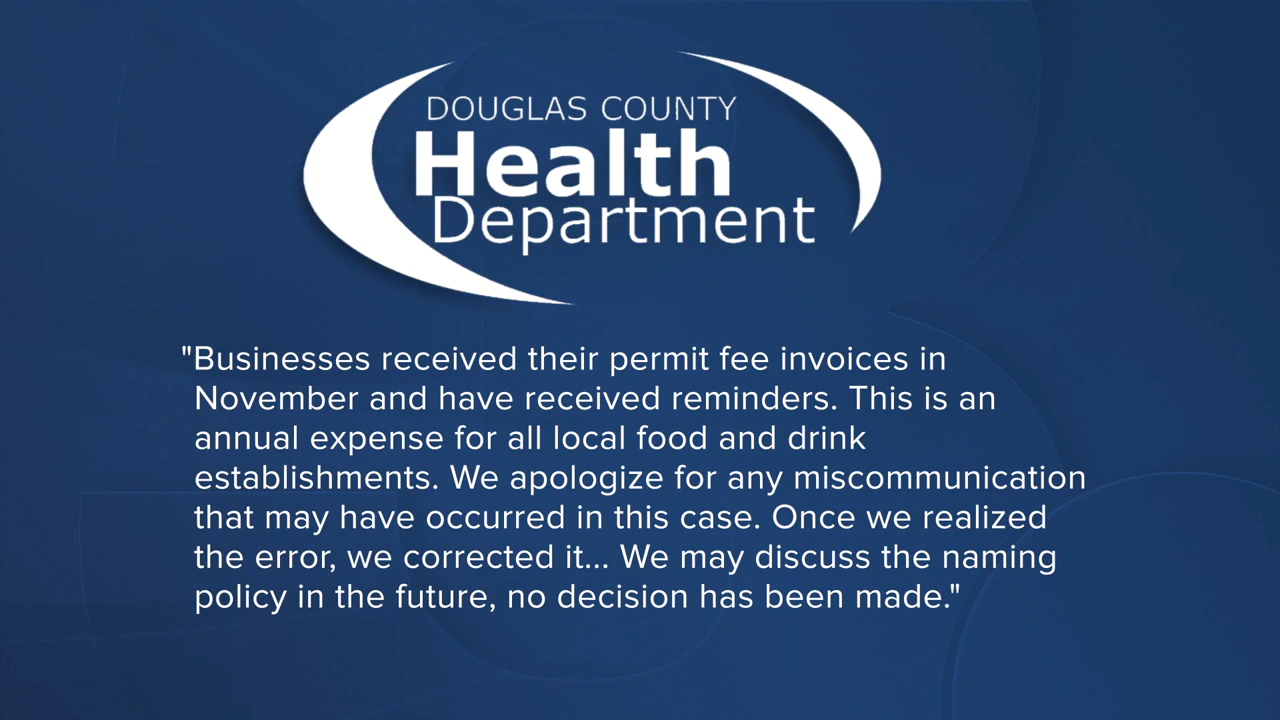 DOUGLAS COUNTY
Health
Department
"Businesses received their permit fee invoices in
November and have received reminders. This is an
annual expense for all local food and drink
establishments. We apologize for any miscommunication
that may have occurred in this case. Once we realized
the error, we corrected it... We may discuss the naming
policy in the future, no decision has been made."